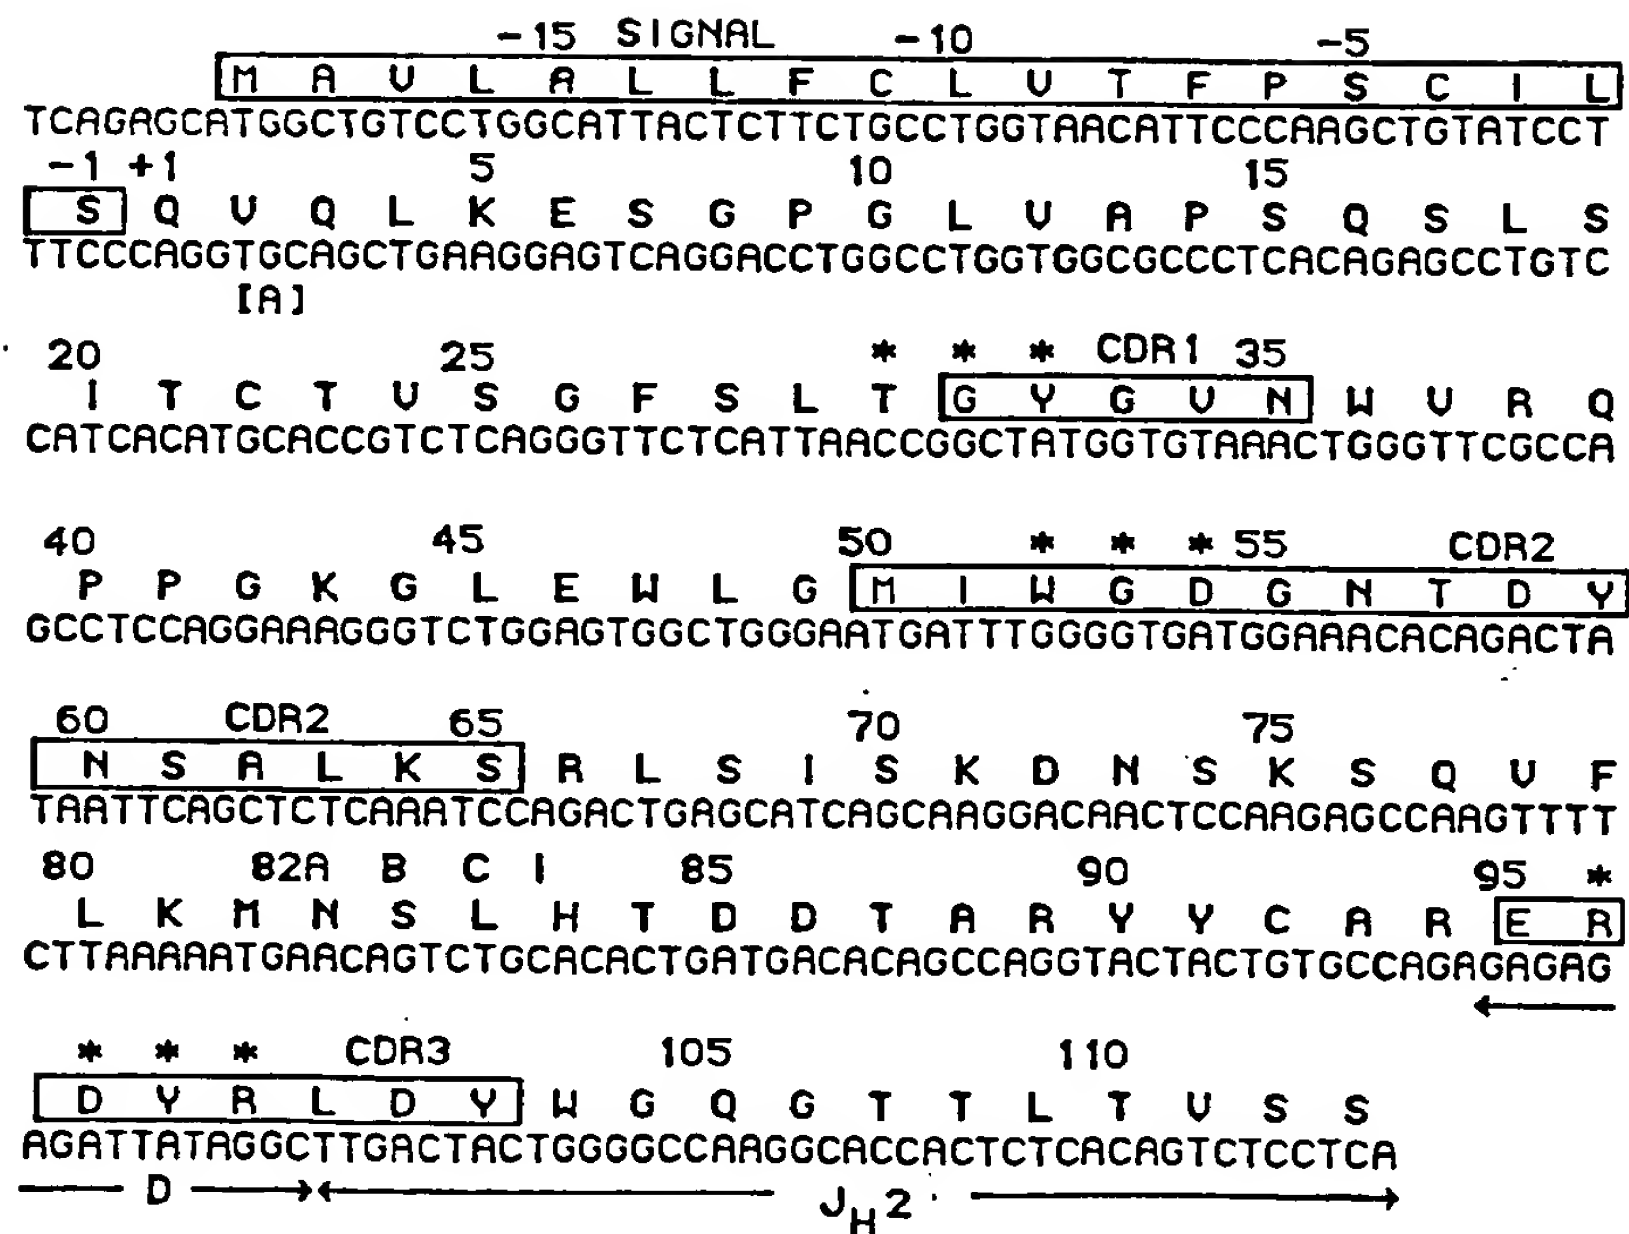 -15 SIGNAL -10 -5
M A V L A L L F C L V T F P S C I L
TCAGAGCATGGCTGTCCTGGCATTACTCTTCTGCCTGGTAACATTCCCAAGCTGTATCCT
-1 +1 5 10 15
S Q V Q L K E S G P G L V A P S Q S L S
TTCCCAGGTGCAGCTGAAGGAGTCAGGACCTGGCCTGGTGGCGCCCTCACAGAGCCTGTC
[A]
20 25 * * * CDR1 35
I T C T V S G F S L T G Y G V N W V R Q
CATCACATGCACCGTCTCAGGGTTCTCATTAACCGGCTATGGTGTAAACTGGGTTCGCCA
40 45 50 * * * 55 CDR2
P P G K G L E W L G M I W G D G N T D Y
GCCTCCAGGAAAGGGTCTGGAGTGGCTGGGAATGATTTGGGGTGATGGAAACACAGACTA
60 CDR2 65 70 75
N S A L K S R L S I S K D N S K S Q V F
TAATTCAGCTCTCAAATCCAGACTGAGCATCAGCAAGGACAACTCCAAGAGCCAAGTTTT
80 82A B C I 85 90 95 *
L K M N S L H T D D T A R Y Y C A R E R
CTTAAAAATGAACAGTCTGCACACTGATGACACAGCCAGGTACTACTGTGCCAGAGAGAG
* * * CDR3 105 110
D Y R L D Y W G Q G T T L T V S S
AGATTATAGGCTTGACTACTGGGGCCAAGGCACCACTCTCACAGTCTCCTCA
D JH2